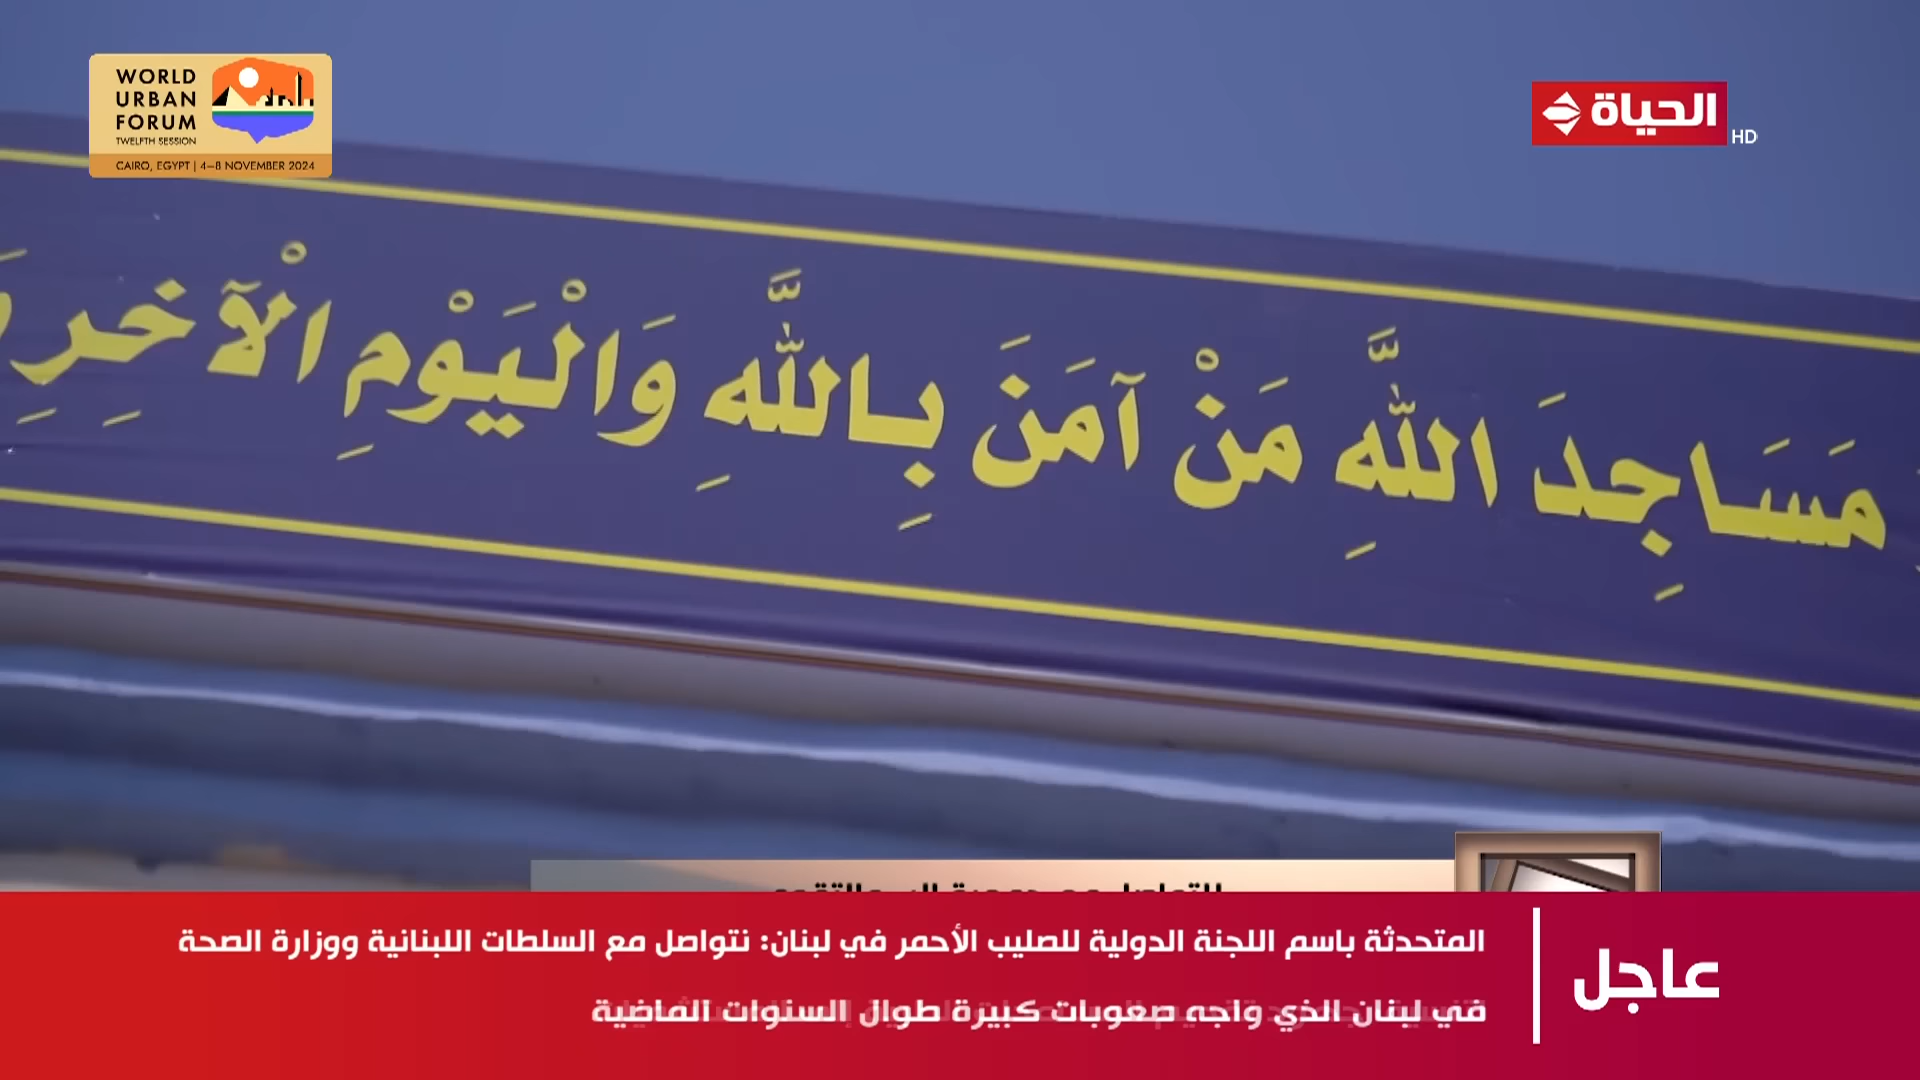 WORLD
URBAN
FORUM
TWELFTH SESSION
CAIRO, EGYPT | 4–8 NOVEMBER 2024
الحياة
HD
مَسَاجِدَ اللَّهِ مَنْ آمَنَ بِاللَّهِ وَالْيَوْمِ الْآخِرِ
عاجل
المتحدثة باسم اللجنة الدولية للصليب الأحمر في لبنان: نتواصل مع السلطات اللبنانية ووزارة الصحة
في لبنان الذي واجه صعوبات كبيرة طوال السنوات الماضية